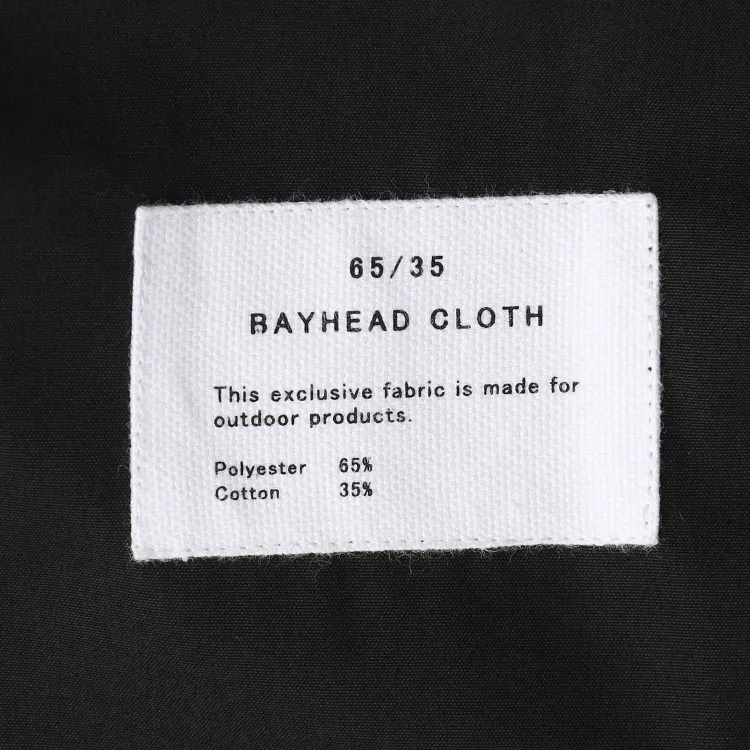 65/35
BAYHEAD CLOTH
This exclusive fabric is made for
outdoor products.
Polyester 65%
Cotton 35%